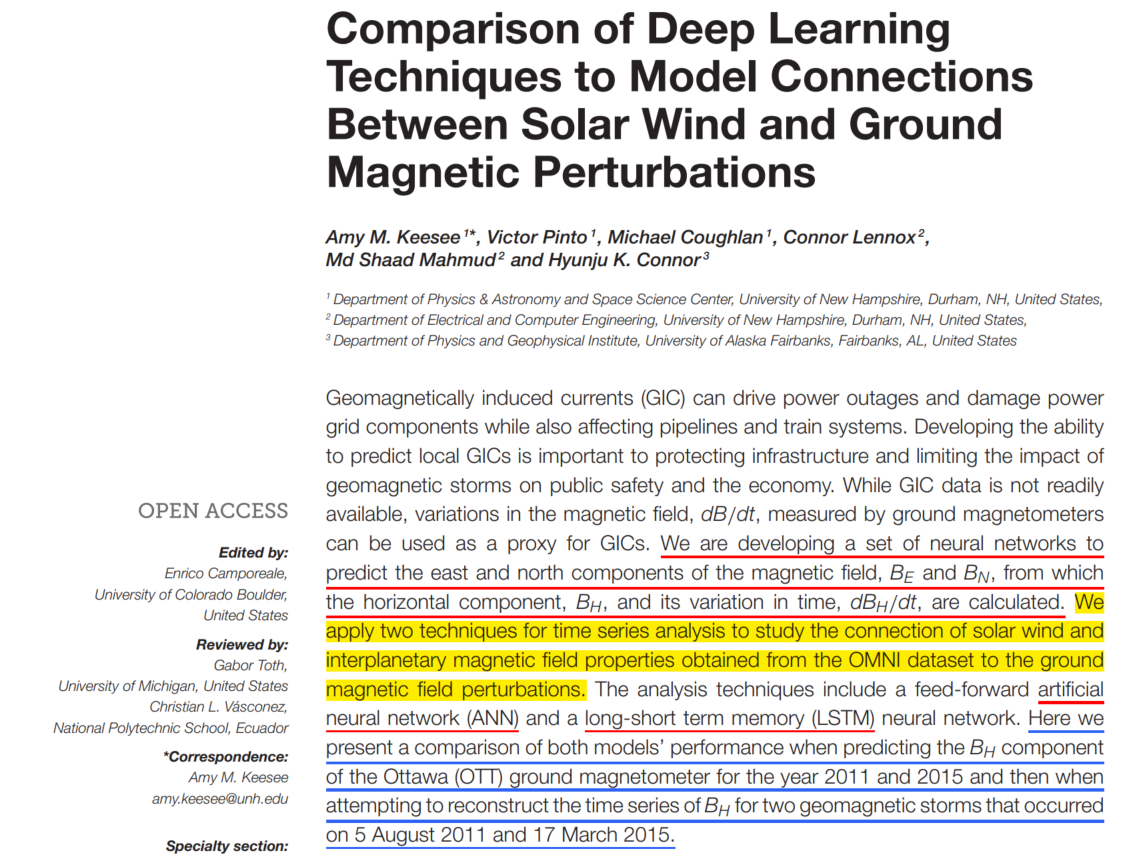 Comparison of Deep Learning
Techniques to Model Connections
Between Solar Wind and Ground
Magnetic Perturbations
Amy M. Keesee 1*, Victor Pinto 1, Michael Coughlan 1, Connor Lennox 2,
Md Shaad Mahmud 2 and Hyunju K. Connor 3
1 Department of Physics & Astronomy and Space Science Center, University of New Hampshire, Durham, NH, United States,
2 Department of Electrical and Computer Engineering, University of New Hampshire, Durham, NH, United States,
3 Department of Physics and Geophysical Institute, University of Alaska Fairbanks, Fairbanks, AL, United States
OPEN ACCESS
Edited by:
Enrico Camporeale,
University of Colorado Boulder,
United States
Reviewed by:
Gabor Toth,
University of Michigan, United States
Christian L. Vásconez,
National Polytechnic School, Ecuador
*Correspondence:
Amy M. Keesee
amy.keesee@unh.edu
Specialty section:
Geomagnetically induced currents (GIC) can drive power outages and damage power
grid components while also affecting pipelines and train systems. Developing the ability
to predict local GICs is important to protecting infrastructure and limiting the impact of
geomagnetic storms on public safety and the economy. While GIC data is not readily
available, variations in the magnetic field, dB/dt, measured by ground magnetometers
can be used as a proxy for GICs. We are developing a set of neural networks to
predict the east and north components of the magnetic field, BE and BN, from which
the horizontal component, BH, and its variation in time, dBH/dt, are calculated. We
apply two techniques for time series analysis to study the connection of solar wind and
interplanetary magnetic field properties obtained from the OMNI dataset to the ground
magnetic field perturbations. The analysis techniques include a feed-forward artificial
neural network (ANN) and a long-short term memory (LSTM) neural network. Here we
present a comparison of both models' performance when predicting the BH component
of the Ottawa (OTT) ground magnetometer for the year 2011 and 2015 and then when
attempting to reconstruct the time series of BH for two geomagnetic storms that occurred
on 5 August 2011 and 17 March 2015.